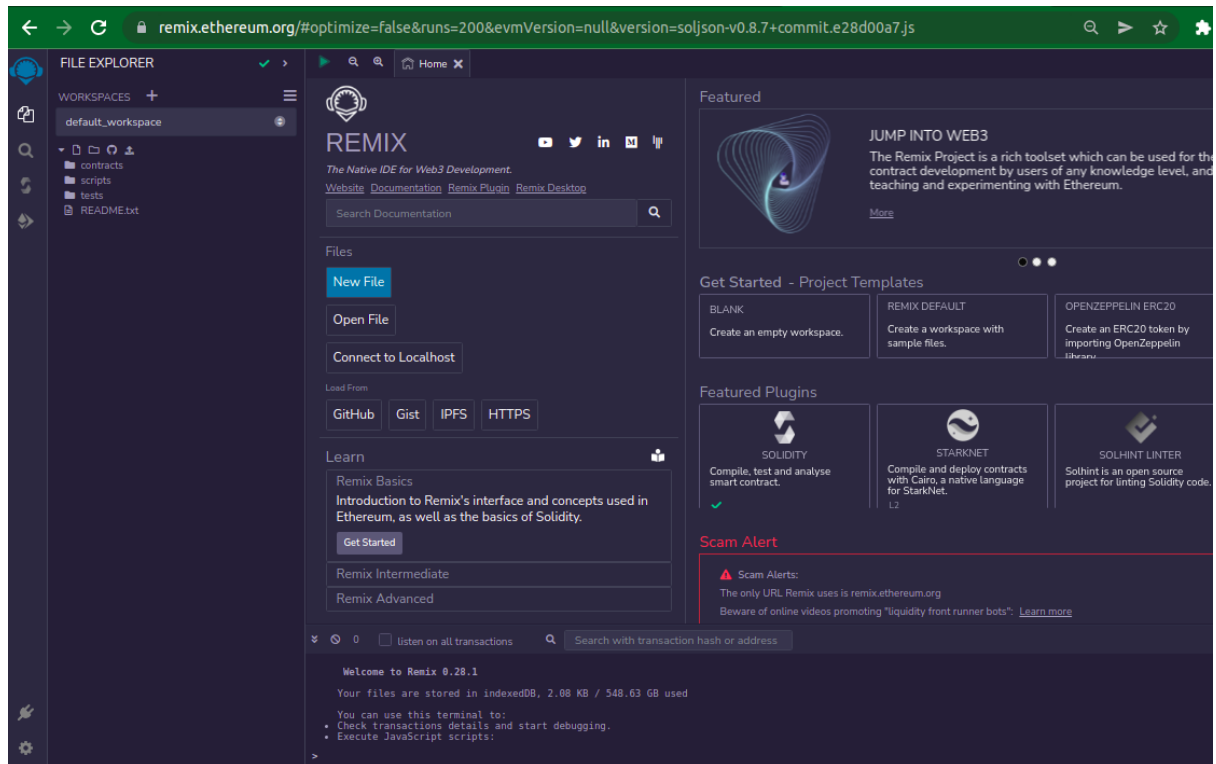 remix.ethereum.org/#optimize=false&runs=200&evmVersion=null&version=soljson-v0.8.7+commit.e28d00a7.js
FILE EXPLORER
WORKSPACES
default_workspace
contracts
scripts
tests
README.txt
Home
REMIX
The Native IDE for Web3 Development.
Website Documentation Remix Plugin Remix Desktop
Search Documentation
Files
New File
Open File
Connect to Localhost
Load From
GitHub Gist IPFS HTTPS
Learn
Remix Basics
Introduction to Remix's interface and concepts used in
Ethereum, as well as the basics of Solidity.
Get Started
Remix Intermediate
Remix Advanced
Featured
JUMP INTO WEB3
The Remix Project is a rich toolset which can be used for the
contract development by users of any knowledge level, and
teaching and experimenting with Ethereum.
More
Get Started - Project Templates
BLANK
Create an empty workspace.
REMIX DEFAULT
Create a workspace with
sample files.
OPENZEPPELIN ERC20
Create an ERC20 token by
importing OpenZeppelin
library
Featured Plugins
SOLIDITY
Compile, test and analyse
smart contract.
STARKNET
Compile and deploy contracts
with Cairo, a native language
for StarkNet.
L2
SOLHINT LINTER
Solhint is an open source
project for linting Solidity code.
Scam Alert
Scam Alerts:
The only URL Remix uses is remix.ethereum.org
Beware of online videos promoting "liquidity front runner bots": Learn more
0 listen on all transactions Search with transaction hash or address
Welcome to Remix 0.28.1
Your files are stored in indexedDB, 2.08 KB / 548.63 GB used
You can use this terminal to:
• Check transactions details and start debugging.
• Execute JavaScript scripts:
>